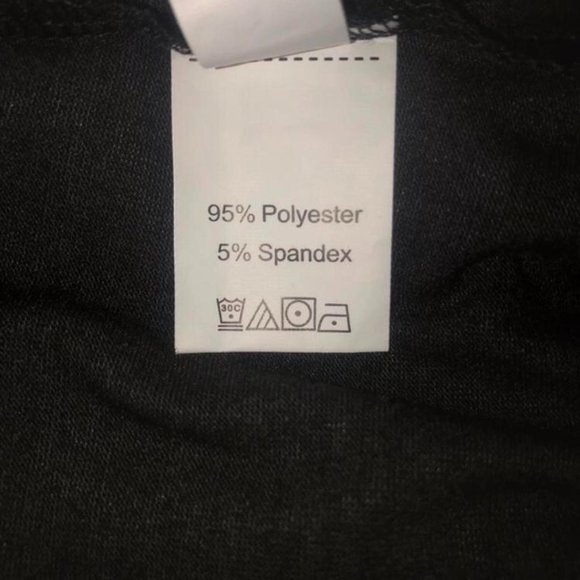 95% Polyester
5% Spandex
30C